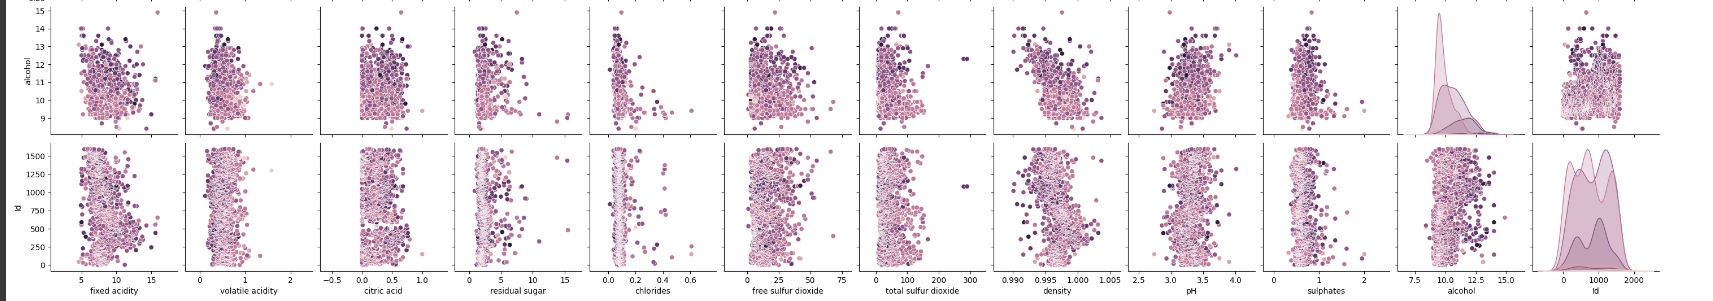 15
14
13
12
11
10
9
alcohol
1500
1250
1000
750
500
250
0
Id
5 10 15
0 1 2
−0.5 0.0 0.5 1.0
0 5 10 15
0.0 0.2 0.4 0.6
0 25 50 75
0 100 200 300
0.990 0.995 1.000 1.005
2.5 3.0 3.5 4.0
0 1 2
7.5 10.0 12.5 15.0
0 1000 2000
fixed acidity
volatile acidity
citric acid
residual sugar
chlorides
free sulfur dioxide
total sulfur dioxide
density
pH
sulphates
alcohol
Id